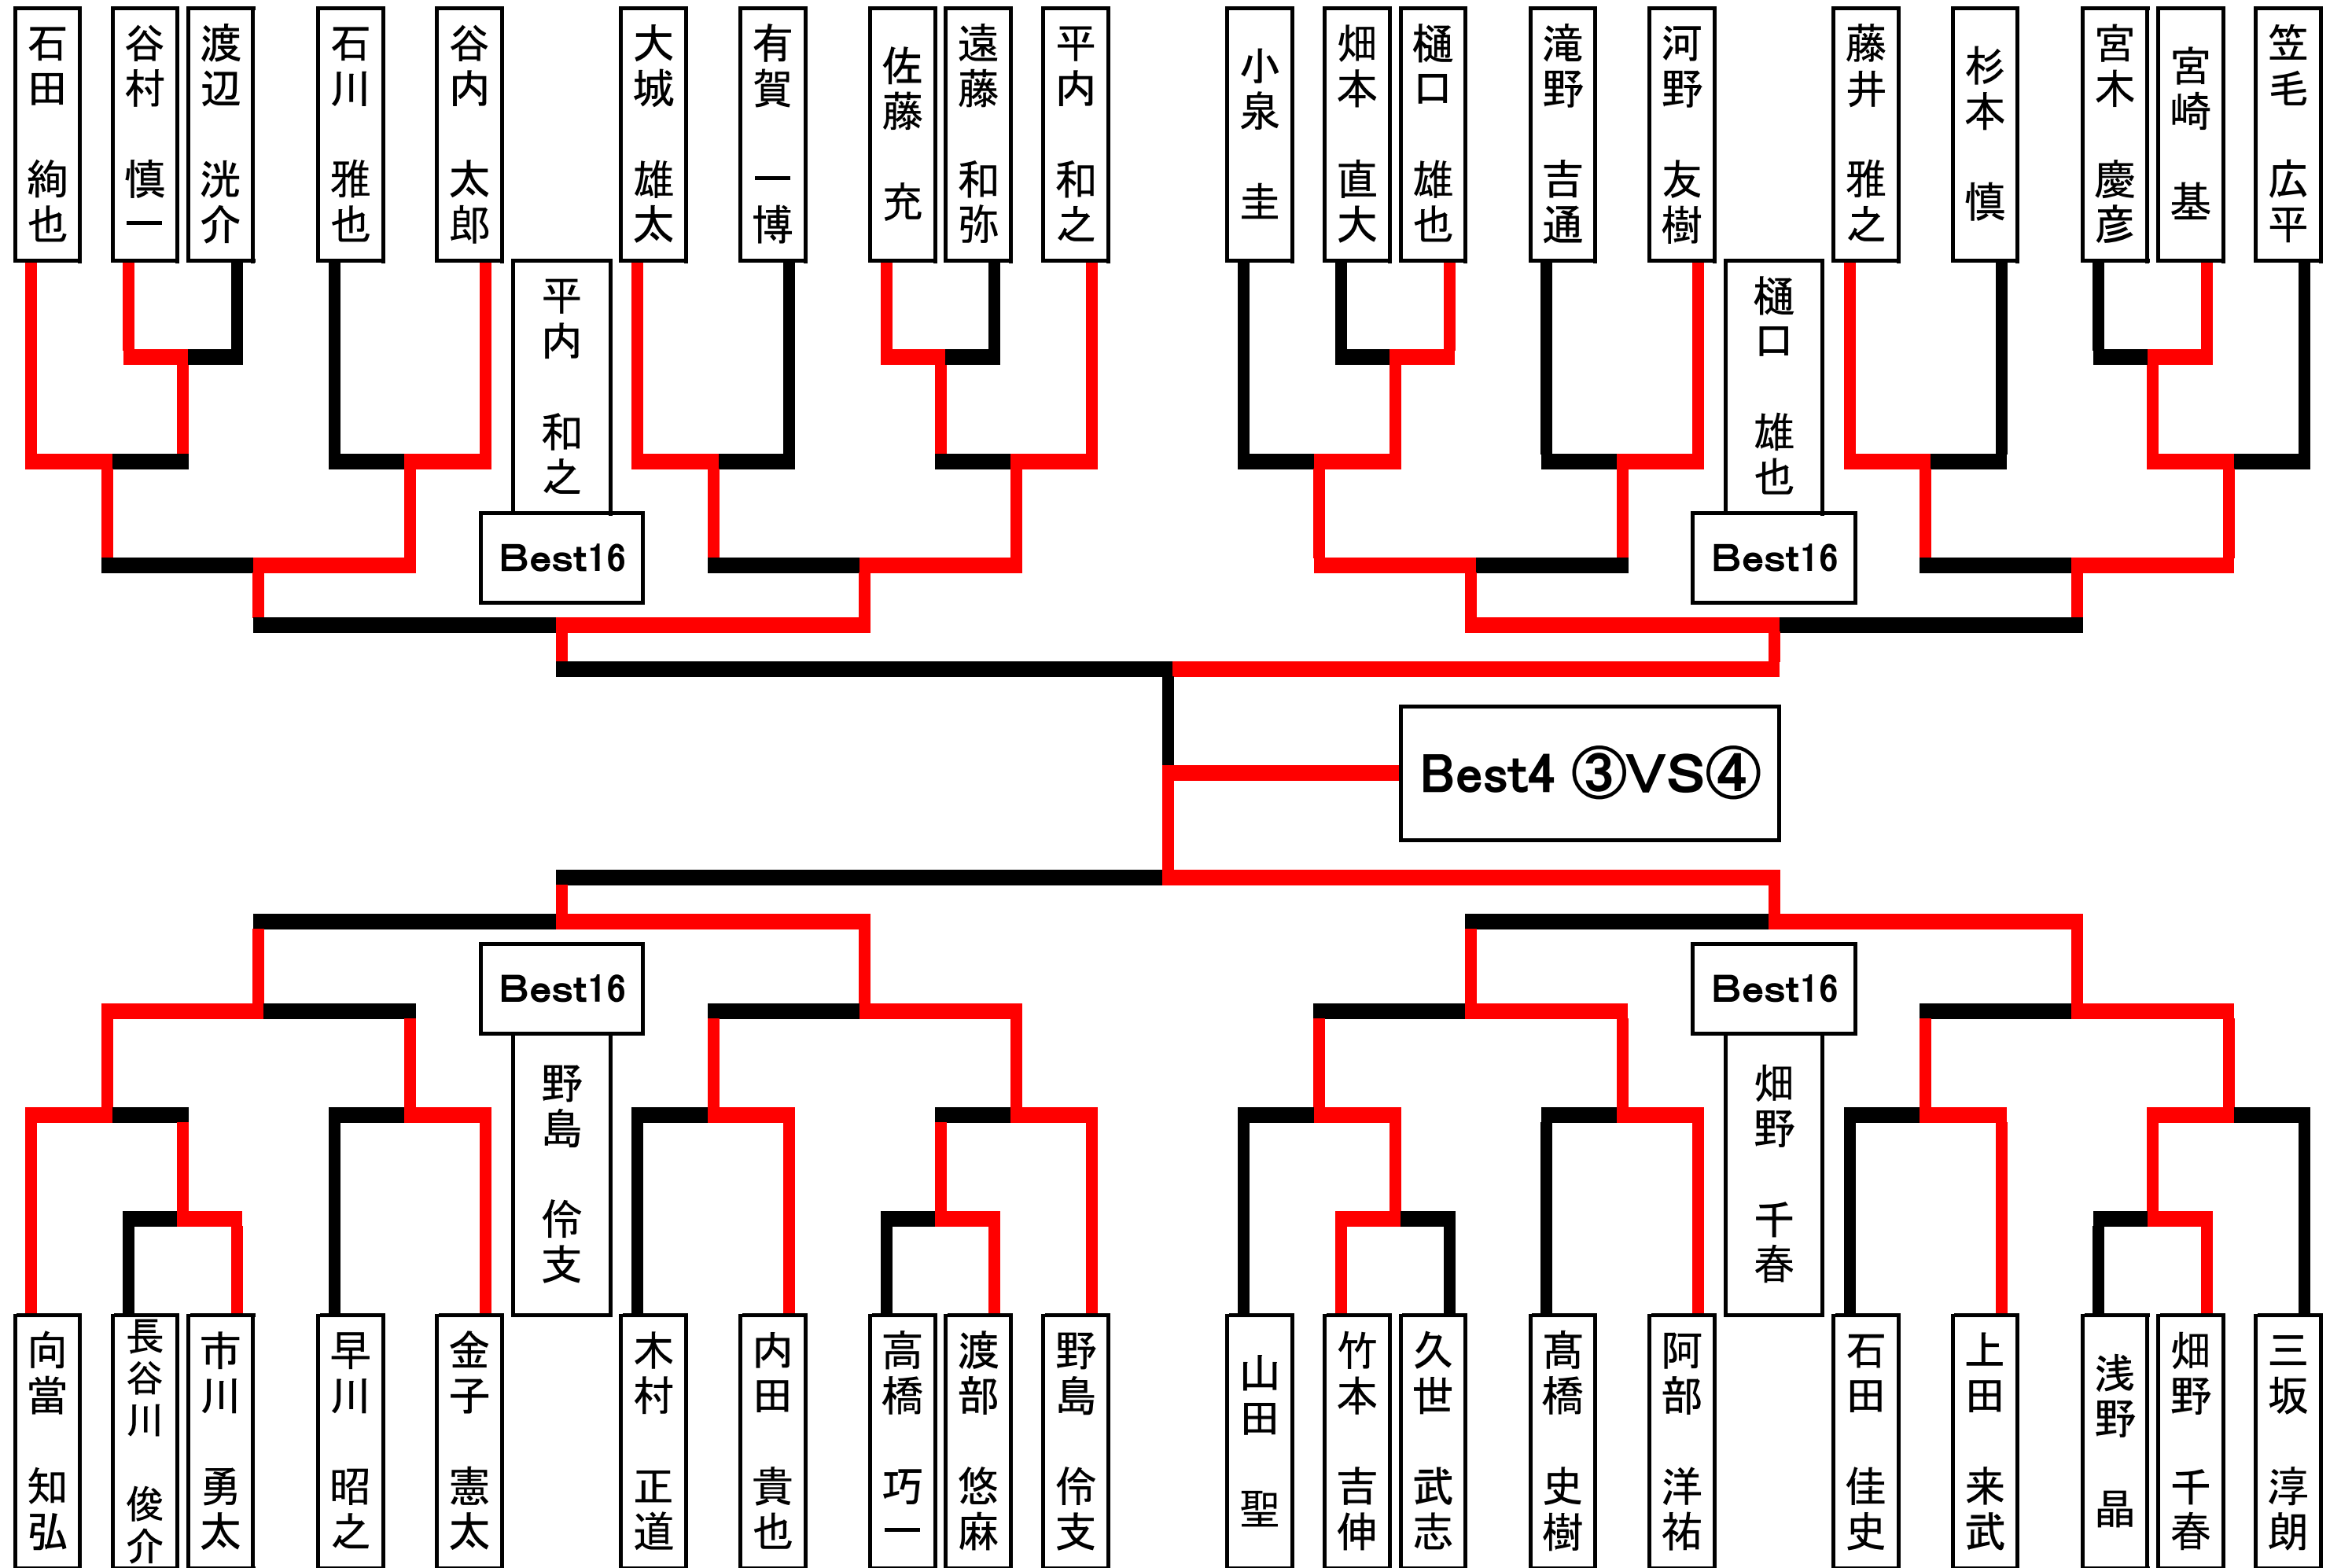 石田 絢也
谷村 慎一
渡辺 洸介
石川 雅也
谷内 太郎
大城 雄太
有賀 一博
佐藤 充
遠藤 和弥
平内 和之
小泉 圭
畑本 直大
樋口 雄也
滝野 吉通
河野 友樹
藤井 雅之
杉本 慎
宮木 慶彦
宮崎 基
笠毛 広平
平内 和之
Best16
樋口 雄也
Best16
Best4 ③VS④
Best16
野島 伶支
Best16
畑野 千春
向當 知弘
長谷川 俊介
市川 勇太
早川 昭之
金子 憲太
木村 正道
内田 貴也
高橋 巧一
渡部 悠麻
野島 伶支
山田 聖
竹本 吉伸
久世 武志
髙橋 史樹
阿部 洋祐
石田 佳史
上田 来武
浅野 晶
畑野 千春
三坂 淳朗